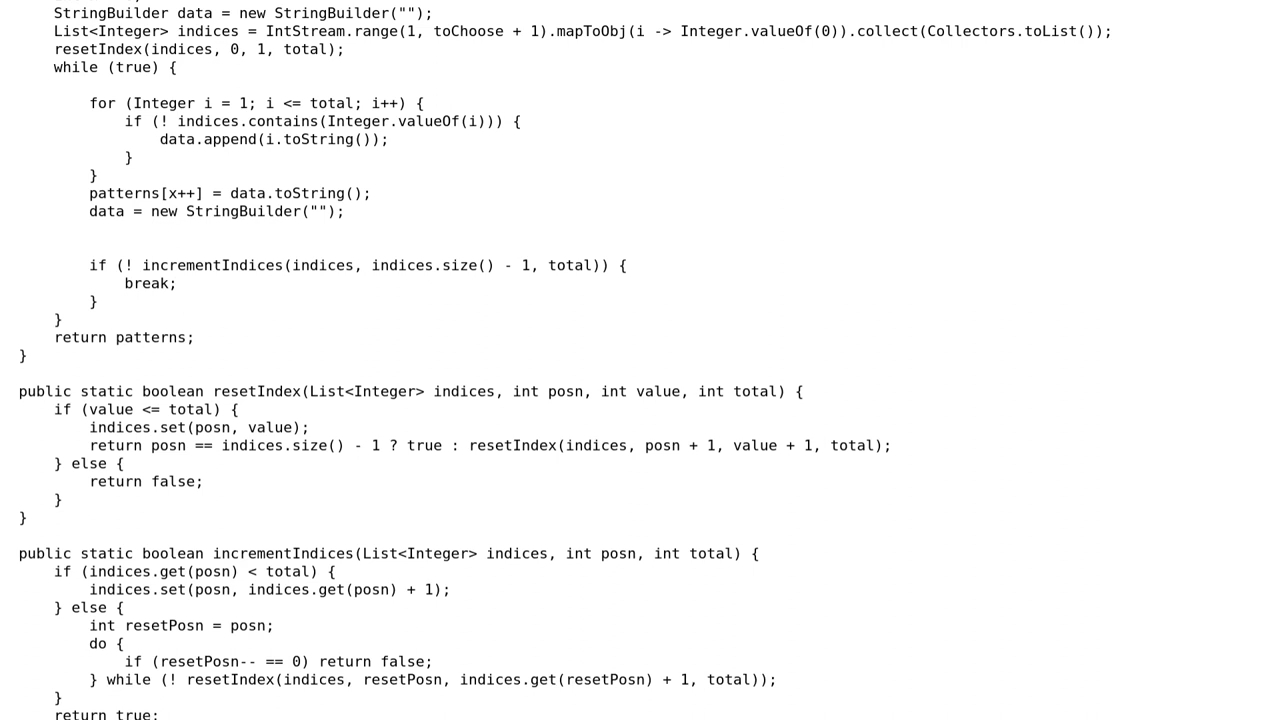 StringBuilder data = new StringBuilder("");
List<Integer> indices = IntStream.range(1, toChoose + 1).mapToObj(i -> Integer.valueOf(0)).collect(Collectors.toList());
resetIndex(indices, 0, 1, total);
while (true) {
for (Integer i = 1; i <= total; i++) {
if (! indices.contains(Integer.valueOf(i))) {
data.append(i.toString());
}
}
patterns[x++] = data.toString();
data = new StringBuilder("");
if (! incrementIndices(indices, indices.size() - 1, total)) {
break;
}
}
return patterns;
}
public static boolean resetIndex(List<Integer> indices, int posn, int value, int total) {
if (value <= total) {
indices.set(posn, value);
return posn == indices.size() - 1 ? true : resetIndex(indices, posn + 1, value + 1, total);
} else {
return false;
}
}
public static boolean incrementIndices(List<Integer> indices, int posn, int total) {
if (indices.get(posn) < total) {
indices.set(posn, indices.get(posn) + 1);
} else {
int resetPosn = posn;
do {
if (resetPosn-- == 0) return false;
} while (! resetIndex(indices, resetPosn, indices.get(resetPosn) + 1, total));
}
return true;